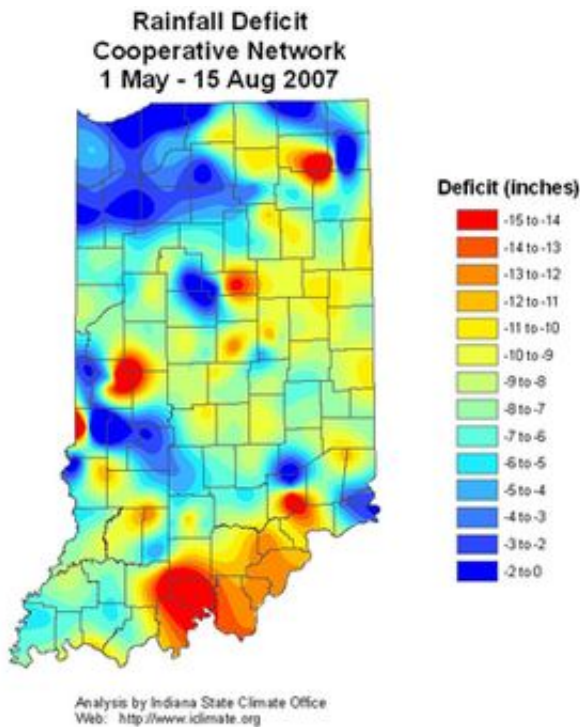 Rainfall Deficit
Cooperative Network
1 May - 15 Aug 2007
Deficit (inches)
-15 to -14
-14 to -13
-13 to -12
-12 to -11
-11 to -10
-10 to -9
-9 to -8
-8 to -7
-7 to -6
-6 to -5
-5 to -4
-4 to -3
-3 to -2
-2 to 0
Analysis by Indiana State Climate Office
Web: http://www.iclimate.org